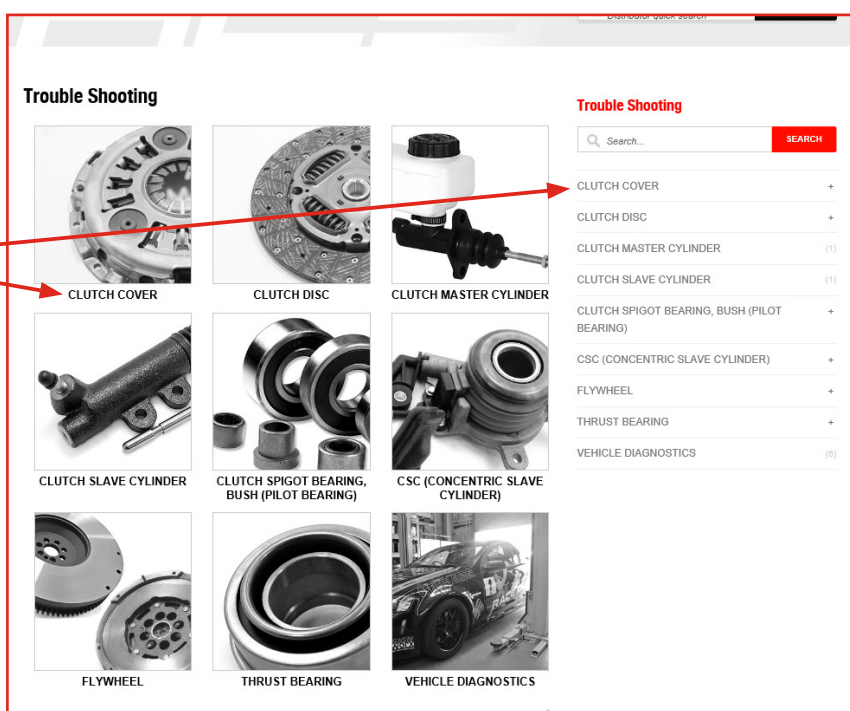 Distributor quick search
Trouble Shooting
CLUTCH COVER
CLUTCH DISC
CLUTCH MASTER CYLINDER
CLUTCH SLAVE CYLINDER
CLUTCH SPIGOT BEARING,
BUSH (PILOT BEARING)
CSC (CONCENTRIC SLAVE
CYLINDER)
FLYWHEEL
THRUST BEARING
VEHICLE DIAGNOSTICS
Trouble Shooting
Search...
SEARCH
CLUTCH COVER +
CLUTCH DISC +
CLUTCH MASTER CYLINDER (1)
CLUTCH SLAVE CYLINDER (1)
CLUTCH SPIGOT BEARING, BUSH (PILOT +
BEARING)
CSC (CONCENTRIC SLAVE CYLINDER) +
FLYWHEEL +
THRUST BEARING +
VEHICLE DIAGNOSTICS (5)